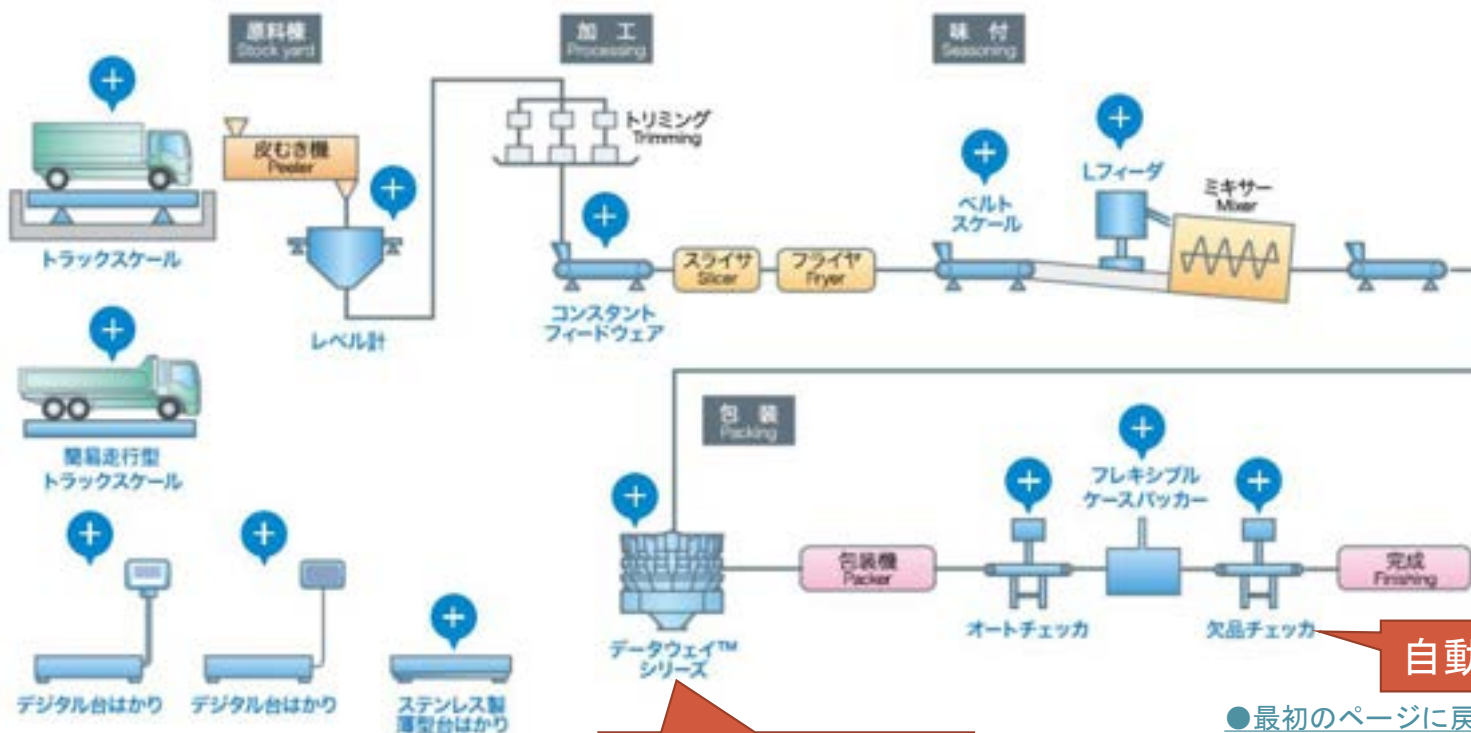 原料棟
Stock yard
加 工
Processing
味 付
Seasoning
トラックスケール
皮むき機
Peeler
レベル計
トリミング
Trimming
コンスタント
フィードウェア
スライサ
Slicer
フライヤ
Fryer
ベルト
スケール
Lフィーダ
ミキサー
Mixer
簡易走行型
トラックスケール
デジタル台はかり
デジタル台はかり
ステンレス製
薄型台はかり
包 装
Packing
データウェイ™
シリーズ
包装機
Packer
オートチェッカ
フレキシブル
ケースパッカー
欠品チェッカ
完成
Finishing
自動
●最初のページに戻